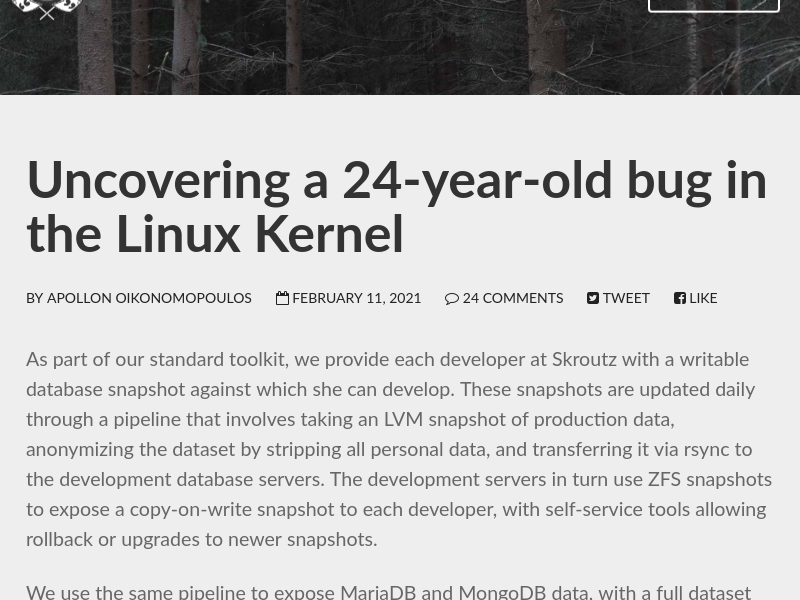 Uncovering a 24-year-old bug in
the Linux Kernel
BY APOLLON OIKONOMOPOULOS FEBRUARY 11, 2021 24 COMMENTS TWEET LIKE
As part of our standard toolkit, we provide each developer at Skroutz with a writable
database snapshot against which she can develop. These snapshots are updated daily
through a pipeline that involves taking an LVM snapshot of production data,
anonymizing the dataset by stripping all personal data, and transferring it via rsync to
the development database servers. The development servers in turn use ZFS snapshots
to expose a copy-on-write snapshot to each developer, with self-service tools allowing
rollback or upgrades to newer snapshots.
We use the same pipeline to expose MariaDB and MongoDB data, with a full dataset